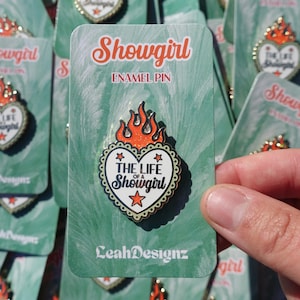 Showgirl
ENAMEL PIN
THE LIFE
OF A
Showgirl
LeahDesignz